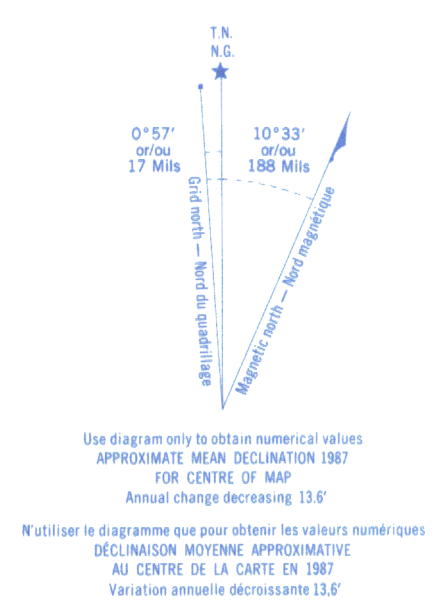 T.N.
N.G.
0°57'
or/ou
17 Mils
10°33'
or/ou
188 Mils
Grid north — Nord du quadrillage
Magnetic north — Nord magnétique
Use diagram only to obtain numerical values
APPROXIMATE MEAN DECLINATION 1987
FOR CENTRE OF MAP
Annual change decreasing 13.6'
N'utiliser le diagramme que pour obtenir les valeurs numériques
DÉCLINAISON MOYENNE APPROXIMATIVE
AU CENTRE DE LA CARTE EN 1987
Variation annuelle décroissante 13,6'